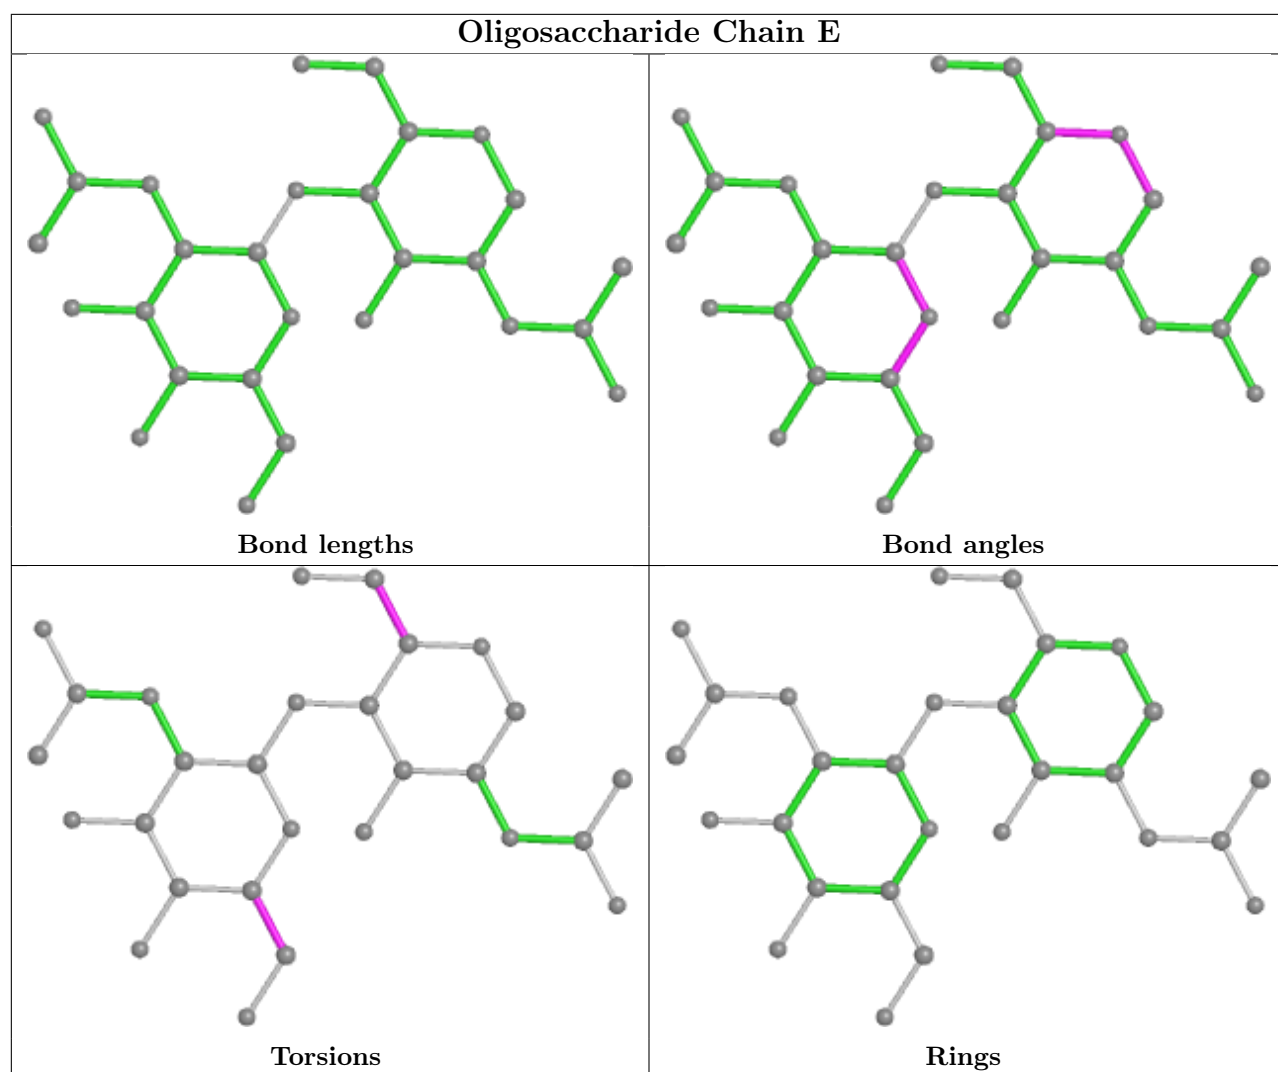 Oligosaccharide Chain E
Bond lengths
Bond angles
Torsions
Rings